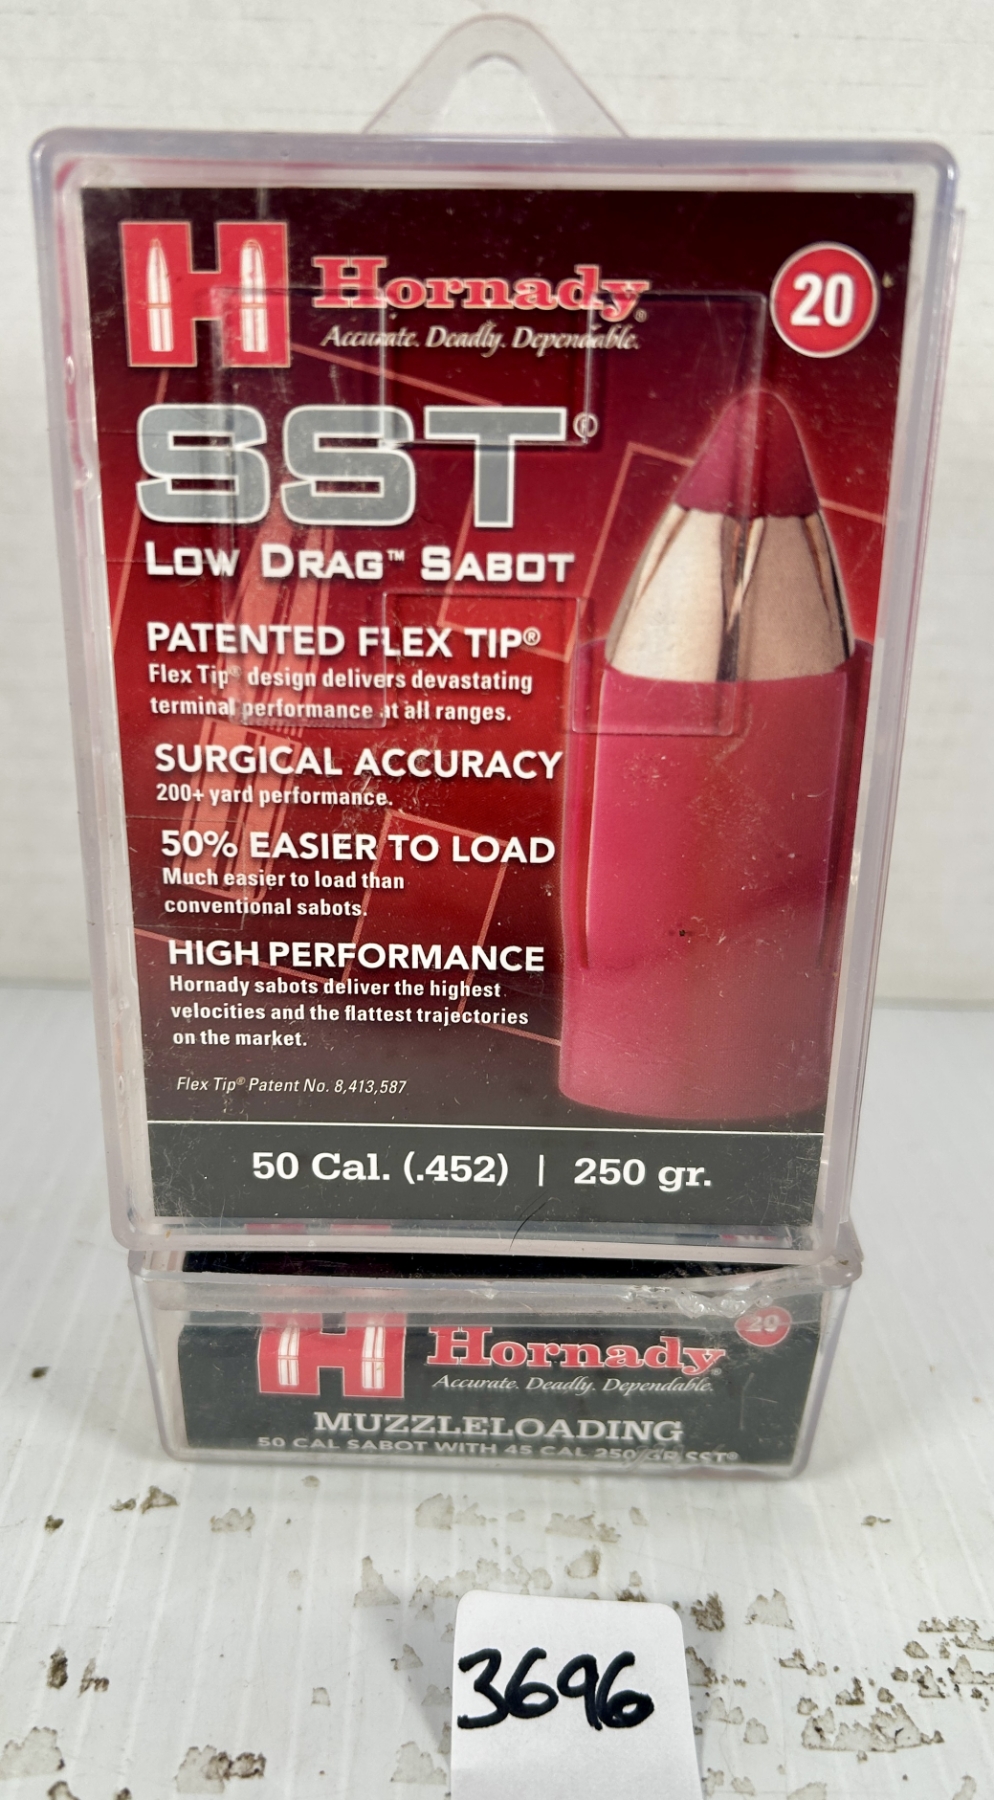 H Hornady® 20
Accurate. Deadly. Dependable.
SST®
LOW DRAG™ SABOT
PATENTED FLEX TIP®
Flex Tip® design delivers devastating
terminal performance at all ranges.
SURGICAL ACCURACY
200+ yard performance.
50% EASIER TO LOAD
Much easier to load than
conventional sabots.
HIGH PERFORMANCE
Hornady sabots deliver the highest
velocities and the flattest trajectories
on the market.
Flex Tip® Patent No. 8,413,587
50 Cal. (.452) | 250 gr.
H Hornady® 20
Accurate. Deadly. Dependable.
MUZZLELOADING
50 CAL SABOT WITH 45 CAL 250 GR SST®
3696